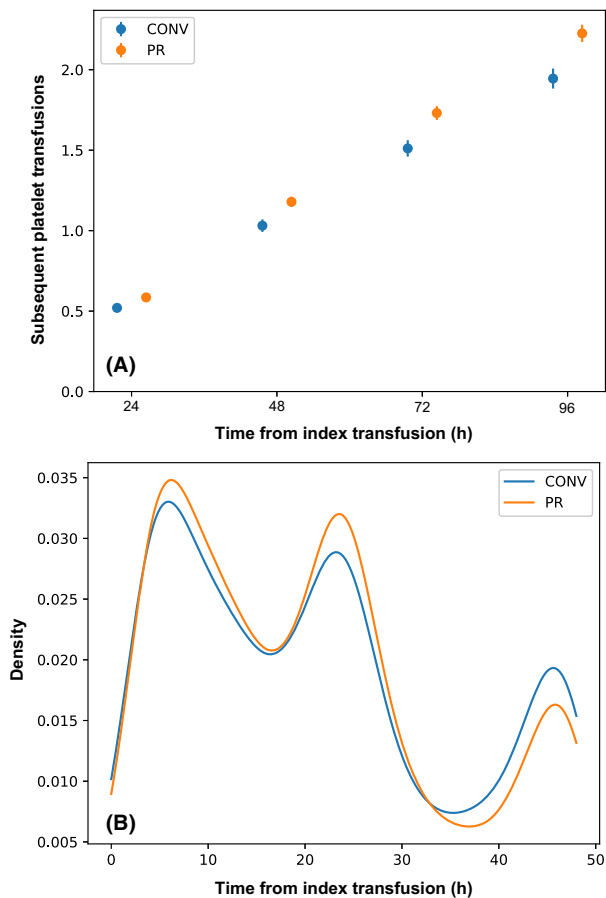 CONV
PR
Subsequent platelet transfusions
2.0
1.5
1.0
0.5
0.0
(A)
24 48 72 96
Time from index transfusion (h)
CONV
PR
Density
0.035
0.030
0.025
0.020
0.015
0.010
0.005
(B)
0 10 20 30 40 50
Time from index transfusion (h)